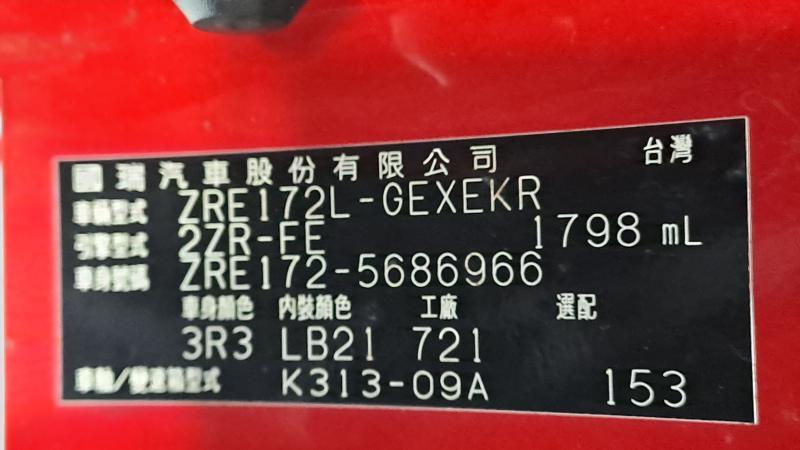 國瑞汽車股份有限公司 台灣
車輛型式 ZRE172L-GEXEKR
引擎型式 2ZR-FE 1798 mL
車身號碼 ZRE172-5686966
車身顏色 內裝顏色 工廠 選配
3R3 LB21 721
車軸/變速箱型式 K313-09A 153